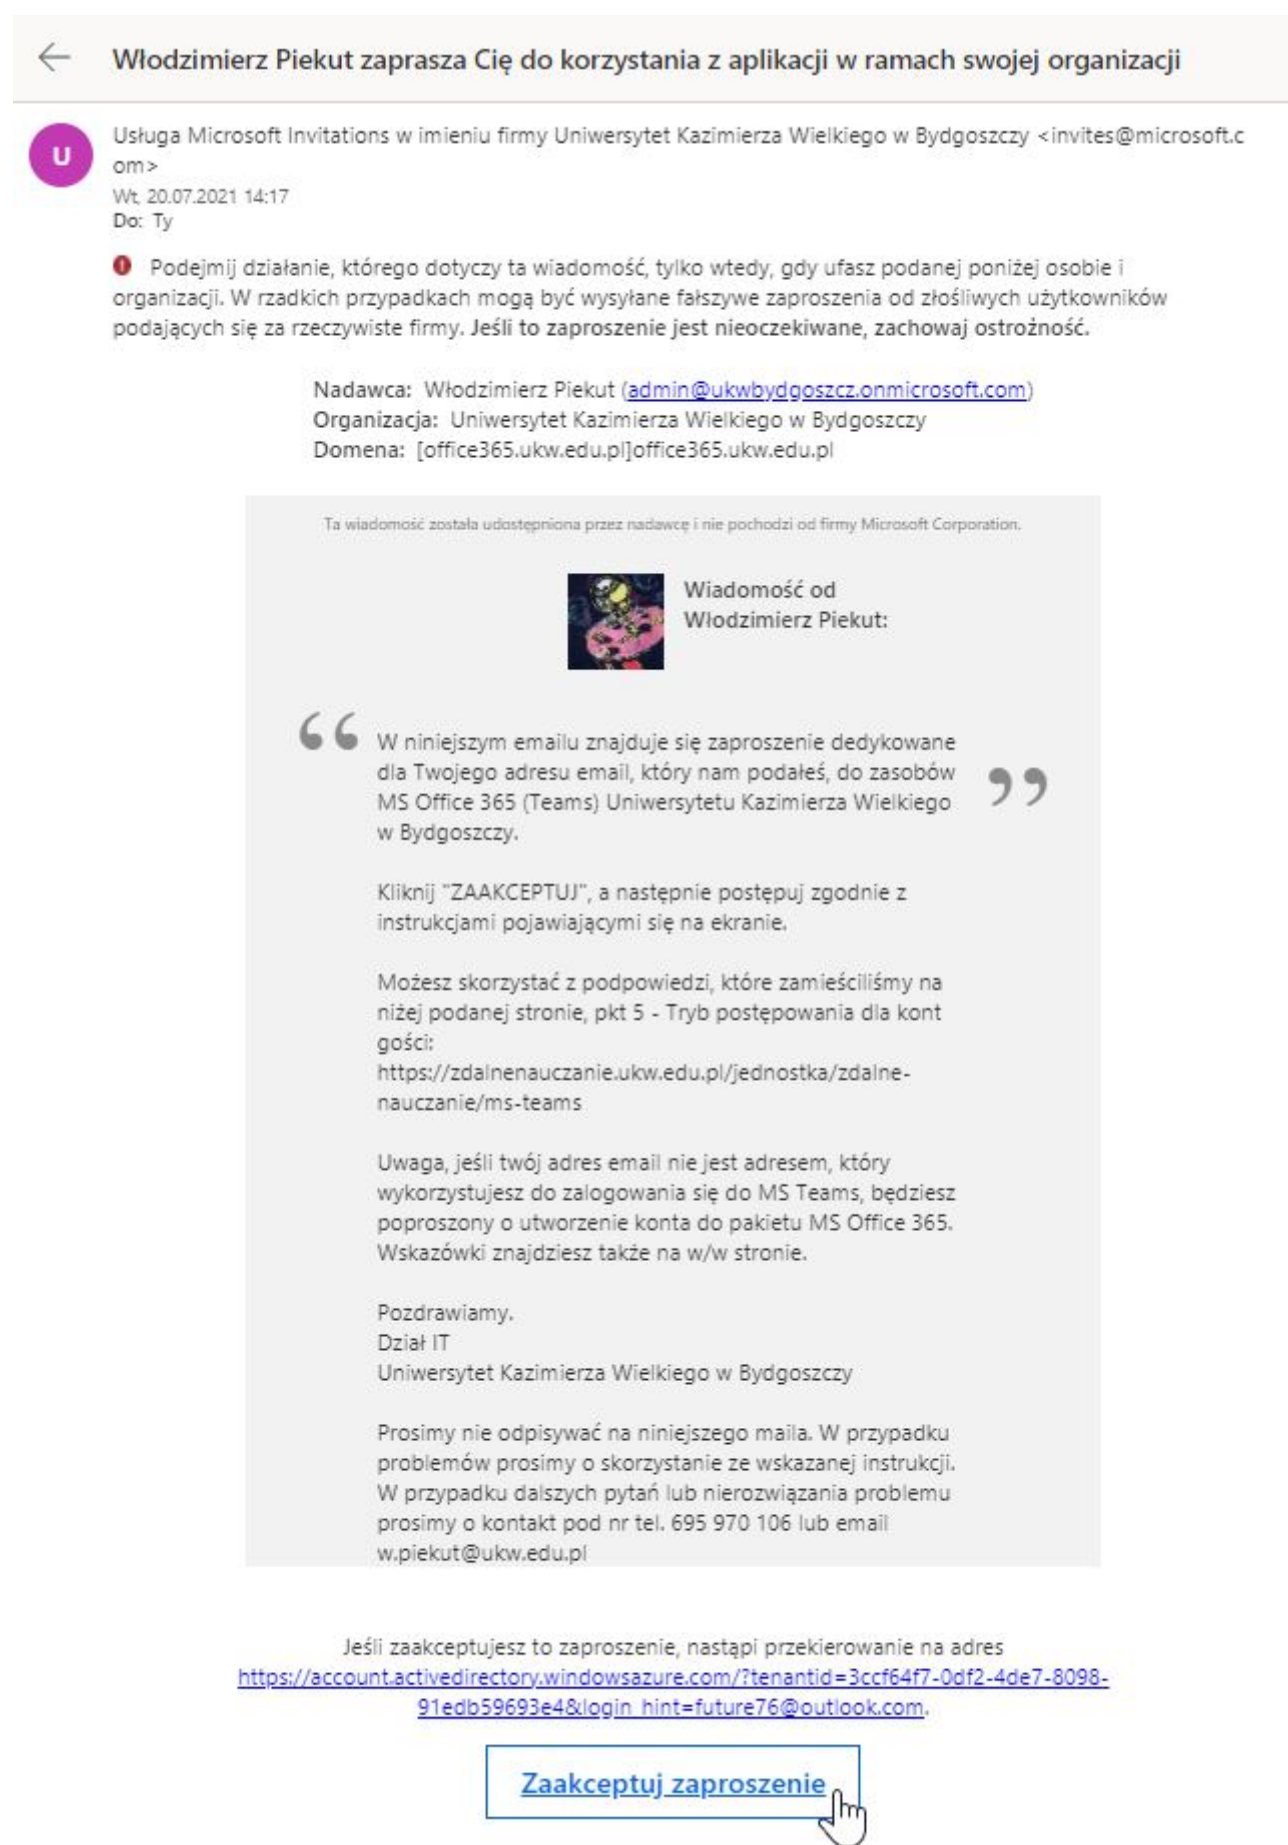 Włodzimierz Piekut zaprasza Cię do korzystania z aplikacji w ramach swojej organizacji
U
Usługa Microsoft Invitations w imieniu firmy Uniwersytet Kazimierza Wielkiego w Bydgoszczy <invites@microsoft.c
om>
Wt, 20.07.2021 14:17
Do: Ty
Podejmij działanie, którego dotyczy ta wiadomość, tylko wtedy, gdy ufasz podanej poniżej osobie i
organizacji. W rzadkich przypadkach mogą być wysyłane fałszywe zaproszenia od złośliwych użytkowników
podających się za rzeczywiste firmy. Jeśli to zaproszenie jest nieoczekiwane, zachowaj ostrożność.
Nadawca: Włodzimierz Piekut (admin@ukwbydgoszcz.onmicrosoft.com)
Organizacja: Uniwersytet Kazimierza Wielkiego w Bydgoszczy
Domena: [office365.ukw.edu.pl]office365.ukw.edu.pl
Ta wiadomość została udostępniona przez nadawcę i nie pochodzi od firmy Microsoft Corporation.
Wiadomość od
Włodzimierz Piekut:
“ W niniejszym emailu znajduje się zaproszenie dedykowane
dla Twojego adresu email, który nam podałeś, do zasobów
MS Office 365 (Teams) Uniwersytetu Kazimierza Wielkiego ”
w Bydgoszczy.
Kliknij "ZAAKCEPTUJ", a następnie postępuj zgodnie z
instrukcjami pojawiającymi się na ekranie.
Możesz skorzystać z podpowiedzi, które zamieściliśmy na
niżej podanej stronie, pkt 5 - Tryb postępowania dla kont
gości:
https://zdalnenauczanie.ukw.edu.pl/jednostka/zdalne-
nauczanie/ms-teams
Uwaga, jeśli twój adres email nie jest adresem, który
wykorzystujesz do zalogowania się do MS Teams, będziesz
poproszony o utworzenie konta do pakietu MS Office 365.
Wskazówki znajdziesz także na w/w stronie.
Pozdrawiamy.
Dział IT
Uniwersytet Kazimierza Wielkiego w Bydgoszczy
Prosimy nie odpisywać na niniejszego maila. W przypadku
problemów prosimy o skorzystanie ze wskazanej instrukcji.
W przypadku dalszych pytań lub nierozwiązania problemu
prosimy o kontakt pod nr tel. 695 970 106 lub email
w.piekut@ukw.edu.pl
Jeśli zaakceptujesz to zaproszenie, nastąpi przekierowanie na adres
https://account.activedirectory.windowsazure.com/?tenantid=3ccf64f7-0df2-4de7-8098-
91edb59693e4&login_hint=future76@outlook.com.
Zaakceptuj zaproszenie